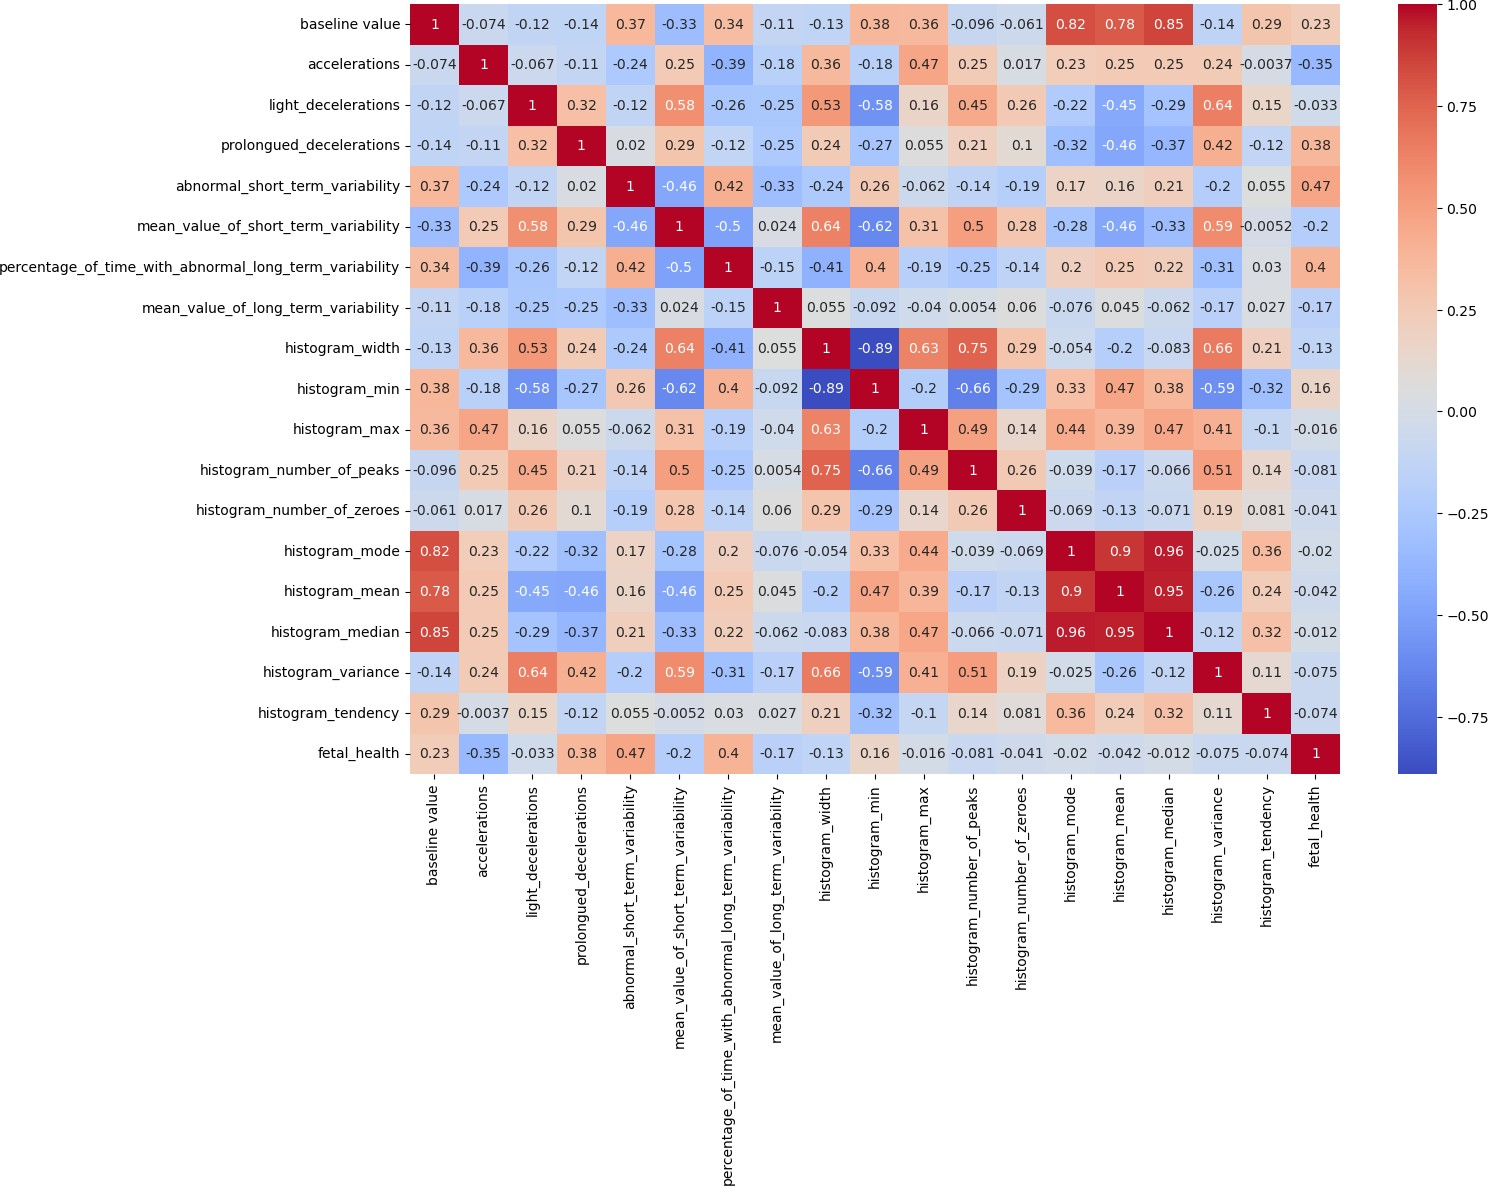 baseline value 1 -0.074 -0.12 -0.14 0.37 -0.33 0.34 -0.11 -0.13 0.38 0.36 -0.096 -0.061 0.82 0.78 0.85 -0.14 0.29 0.23
accelerations -0.074 1 -0.067 -0.11 -0.24 0.25 -0.39 -0.18 0.36 -0.18 0.47 0.25 0.017 0.23 0.25 0.25 0.24 -0.0037 -0.35
light_decelerations -0.12 -0.067 1 0.32 -0.12 0.58 -0.26 -0.25 0.53 -0.58 0.16 0.45 0.26 -0.22 -0.45 -0.29 0.64 0.15 -0.033
prolongued_decelerations -0.14 -0.11 0.32 1 0.02 0.29 -0.12 -0.25 0.24 -0.27 0.055 0.21 0.1 -0.32 -0.46 -0.37 0.42 -0.12 0.38
abnormal_short_term_variability 0.37 -0.24 -0.12 0.02 1 -0.46 0.42 -0.33 -0.24 0.26 -0.062 -0.14 -0.19 0.17 0.16 0.21 -0.2 0.055 0.47
mean_value_of_short_term_variability -0.33 0.25 0.58 0.29 -0.46 1 -0.5 0.024 0.64 -0.62 0.31 0.5 0.28 -0.28 -0.46 -0.33 0.59 -0.0052 -0.2
percentage_of_time_with_abnormal_long_term_variability 0.34 -0.39 -0.26 -0.12 0.42 -0.5 1 -0.15 -0.41 0.4 -0.19 -0.25 -0.14 0.2 0.25 0.22 -0.31 0.03 0.4
mean_value_of_long_term_variability -0.11 -0.18 -0.25 -0.25 -0.33 0.024 -0.15 1 0.055 -0.092 -0.04 0.0054 0.06 -0.076 0.045 -0.062 -0.17 0.027 -0.17
histogram_width -0.13 0.36 0.53 0.24 -0.24 0.64 -0.41 0.055 1 -0.89 0.63 0.75 0.29 -0.054 -0.2 -0.083 0.66 0.21 -0.13
histogram_min 0.38 -0.18 -0.58 -0.27 0.26 -0.62 0.4 -0.092 -0.89 1 -0.2 -0.66 -0.29 0.33 0.47 0.38 -0.59 -0.32 0.16
histogram_max 0.36 0.47 0.16 0.055 -0.062 0.31 -0.19 -0.04 0.63 -0.2 1 0.49 0.14 0.44 0.39 0.47 0.41 -0.1 -0.016
histogram_number_of_peaks -0.096 0.25 0.45 0.21 -0.14 0.5 -0.25 0.0054 0.75 -0.66 0.49 1 0.26 -0.039 -0.17 -0.066 0.51 0.14 -0.081
histogram_number_of_zeroes -0.061 0.017 0.26 0.1 -0.19 0.28 -0.14 0.06 0.29 -0.29 0.14 0.26 1 -0.069 -0.13 -0.071 0.19 0.081 -0.041
histogram_mode 0.82 0.23 -0.22 -0.32 0.17 -0.28 0.2 -0.076 -0.054 0.33 0.44 -0.039 -0.069 1 0.9 0.96 -0.025 0.36 -0.02
histogram_mean 0.78 0.25 -0.45 -0.46 0.16 -0.46 0.25 0.045 -0.2 0.47 0.39 -0.17 -0.13 0.9 1 0.95 -0.26 0.24 -0.042
histogram_median 0.85 0.25 -0.29 -0.37 0.21 -0.33 0.22 -0.062 -0.083 0.38 0.47 -0.066 -0.071 0.96 0.95 1 -0.12 0.32 -0.012
histogram_variance -0.14 0.24 0.64 0.42 -0.2 0.59 -0.31 -0.17 0.66 -0.59 0.41 0.51 0.19 -0.025 -0.26 -0.12 1 0.11 -0.075
histogram_tendency 0.29 -0.0037 0.15 -0.12 0.055 -0.0052 0.03 0.027 0.21 -0.32 -0.1 0.14 0.081 0.36 0.24 0.32 0.11 1 -0.074
fetal_health 0.23 -0.35 -0.033 0.38 0.47 -0.2 0.4 -0.17 -0.13 0.16 -0.016 -0.081 -0.041 -0.02 -0.042 -0.012 -0.075 -0.074 1
baseline value
accelerations
light_decelerations
prolongued_decelerations
abnormal_short_term_variability
mean_value_of_short_term_variability
percentage_of_time_with_abnormal_long_term_variability
mean_value_of_long_term_variability
histogram_width
histogram_min
histogram_max
histogram_number_of_peaks
histogram_number_of_zeroes
histogram_mode
histogram_mean
histogram_median
histogram_variance
histogram_tendency
fetal_health
1.00
0.75
0.50
0.25
0.00
−0.25
−0.50
−0.75